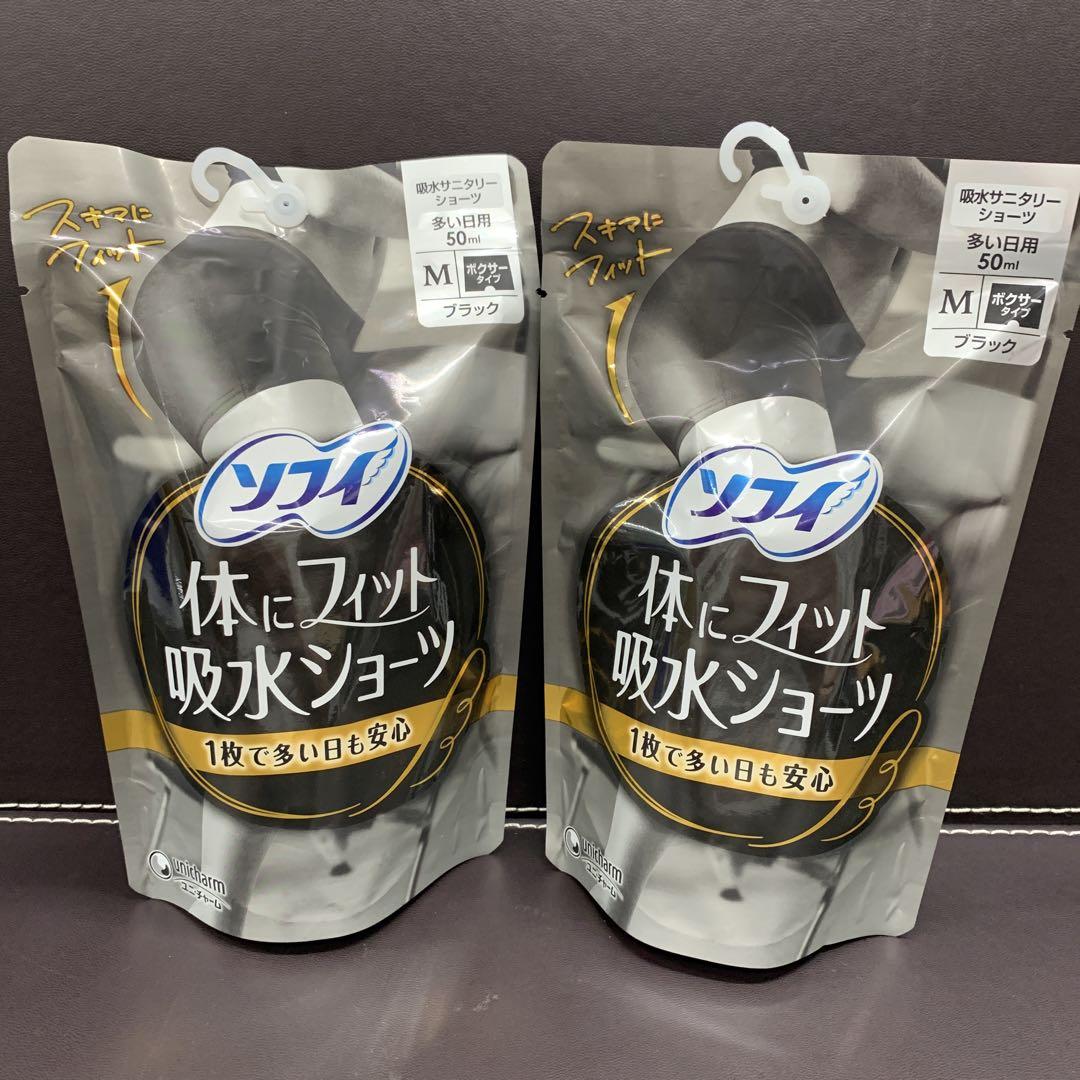 スキマに
フィット
吸水サニタリー
ショーツ
多い日用
50ml
M
ボクサー
タイプ
ブラック
ソフィ
体にフィット
吸水ショーツ
1枚で多い日も安心
unicharm
ユニ・チャーム
スキマに
フィット
吸水サニタリー
ショーツ
多い日用
50ml
M
ボクサー
タイプ
ブラック
ソフィ
体にフィット
吸水ショーツ
1枚で多い日も安心
unicharm
ユニ・チャーム